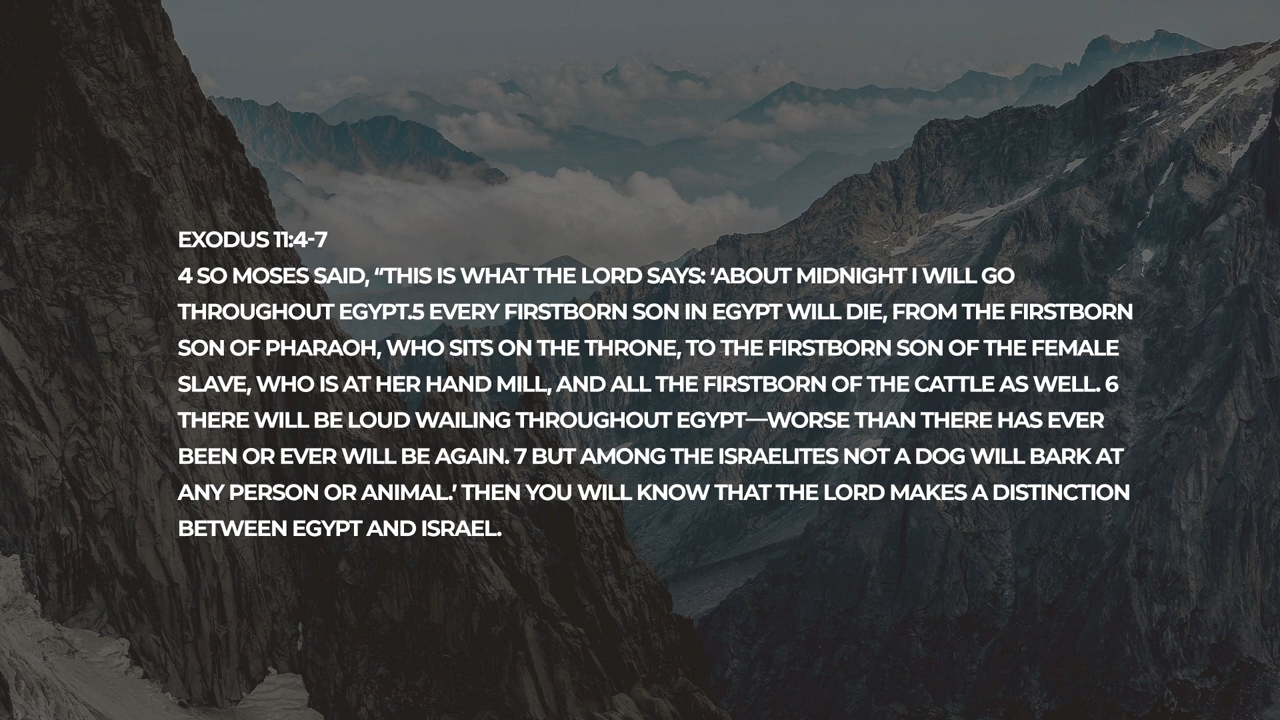 EXODUS 11:4-7
4 SO MOSES SAID, “THIS IS WHAT THE LORD SAYS: ‘ABOUT MIDNIGHT I WILL GO
THROUGHOUT EGYPT.5 EVERY FIRSTBORN SON IN EGYPT WILL DIE, FROM THE FIRSTBORN
SON OF PHARAOH, WHO SITS ON THE THRONE, TO THE FIRSTBORN SON OF THE FEMALE
SLAVE, WHO IS AT HER HAND MILL, AND ALL THE FIRSTBORN OF THE CATTLE AS WELL. 6
THERE WILL BE LOUD WAILING THROUGHOUT EGYPT—WORSE THAN THERE HAS EVER
BEEN OR EVER WILL BE AGAIN. 7 BUT AMONG THE ISRAELITES NOT A DOG WILL BARK AT
ANY PERSON OR ANIMAL.’ THEN YOU WILL KNOW THAT THE LORD MAKES A DISTINCTION
BETWEEN EGYPT AND ISRAEL.